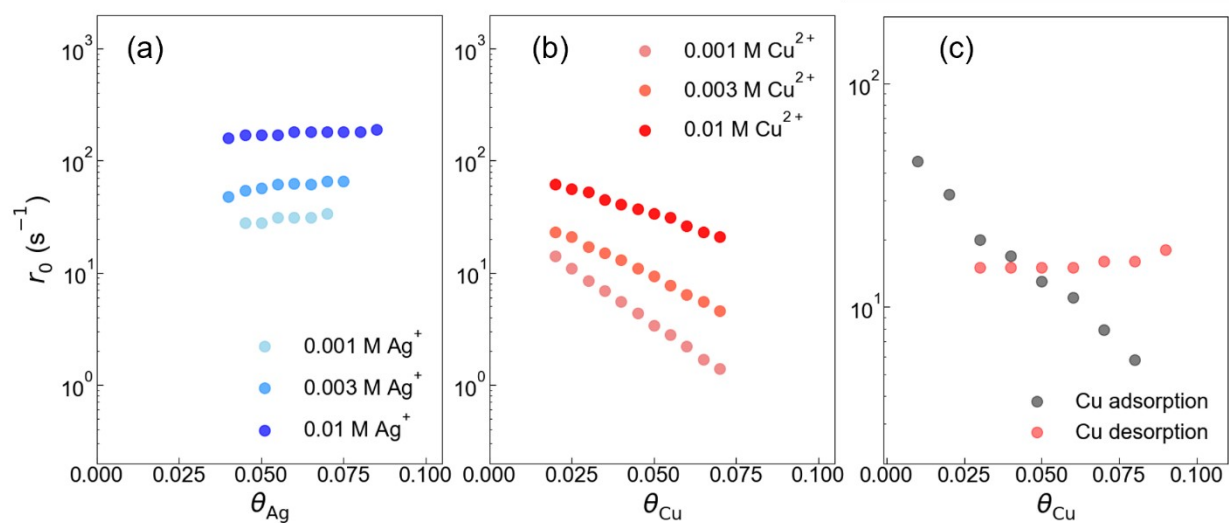 (a)
r₀ (s⁻¹)
10³
10²
10¹
10⁰
0.001 M Ag⁺
0.003 M Ag⁺
0.01 M Ag⁺
0.000 0.025 0.050 0.075 0.100
θAg
(b)
0.001 M Cu²⁺
0.003 M Cu²⁺
0.01 M Cu²⁺
10³
10²
10¹
10⁰
0.000 0.025 0.050 0.075 0.100
θCu
(c)
10²
10¹
Cu adsorption
Cu desorption
0.000 0.025 0.050 0.075 0.100
θCu